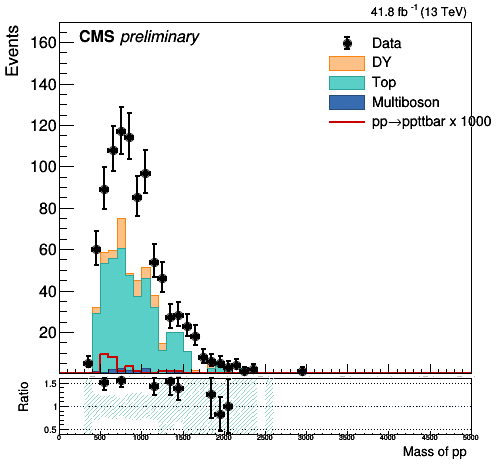 41.8 fb⁻¹ (13 TeV)
CMS preliminary
Events
160
140
120
100
80
60
40
20
Data
DY
Top
Multiboson
pp→ppttbar x 1000
Ratio
1.5
1
0.5
0 500 1000 1500 2000 2500 3000 3500 4000 4500 5000
Mass of pp